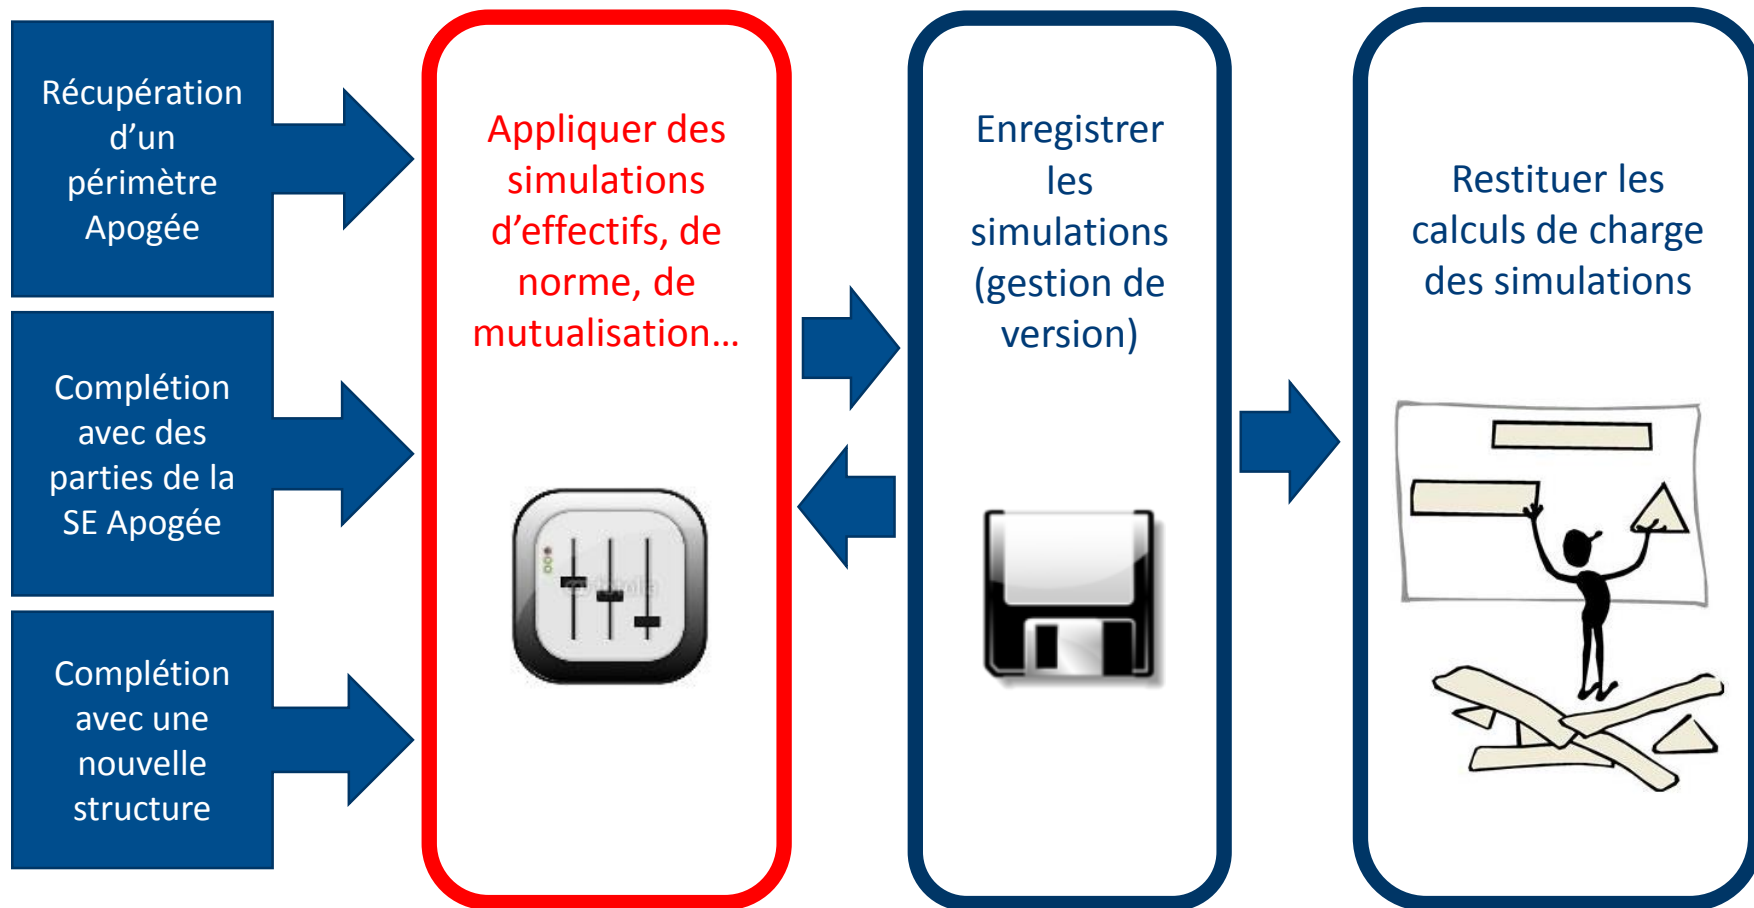 Récupération
d’un
périmètre
Apogée
Complétion
avec des
parties de la
SE Apogée
Complétion
avec une
nouvelle
structure
Appliquer des
simulations
d’effectifs, de
norme, de
mutualisation…
Enregistrer
les
simulations
(gestion de
version)
Restituer les
calculs de charge
des simulations